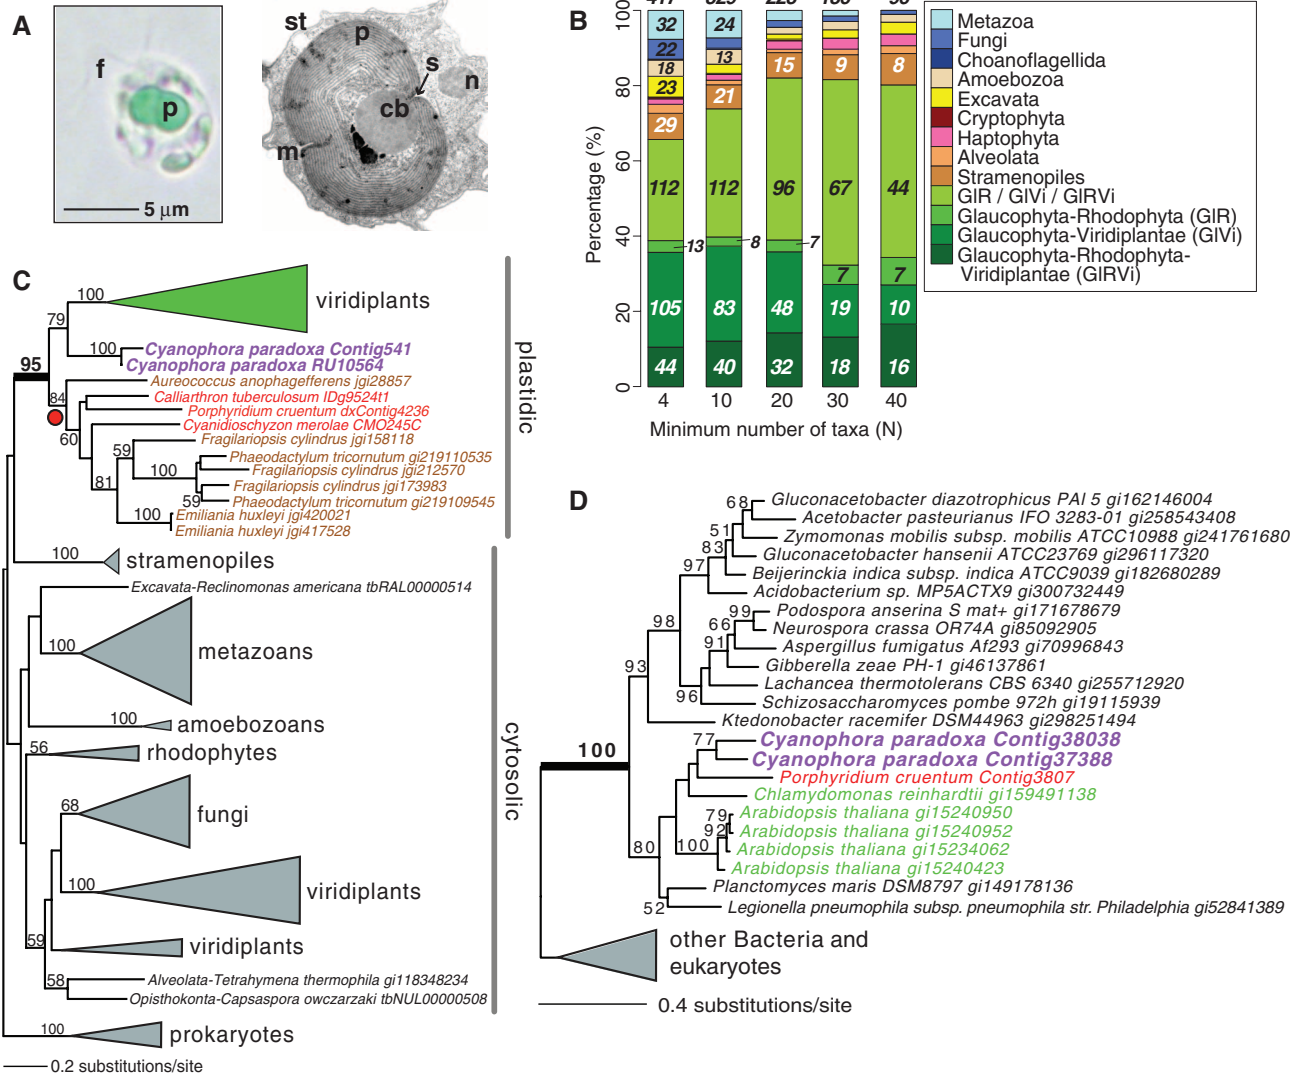 A
f
p
5 µm
st
p
s
n
cb
m
B
100
80
60
40
20
0
Percentage (%)
32
22
18
23
29
112
13
105
44
24
13
21
112
8
83
40
15
96
7
48
32
9
67
7
19
18
8
44
7
10
16
4 10 20 30 40
Minimum number of taxa (N)
Metazoa
Fungi
Choanoflagellida
Amoebozoa
Excavata
Cryptophyta
Haptophyta
Alveolata
Stramenopiles
GlR / GlVi / GlRVi
Glaucophyta-Rhodophyta (GlR)
Glaucophyta-Viridiplantae (GlVi)
Glaucophyta-Rhodophyta-
Viridiplantae (GlRVi)
C
100
viridiplants
79
100
Cyanophora paradoxa Contig541
Cyanophora paradoxa RU10564
95
Aureococcus anophagefferens jgi28857
84
Calliarthron tuberculosum IDg9524t1
Porphyridium cruentum dxContig4236
Cyanidioschyzon merolae CMO245C
60
Fragilariopsis cylindrus jgi158118
59
Phaeodactylum tricornutum gi219110535
100
Fragilariopsis cylindrus jgi212570
81
Fragilariopsis cylindrus jgi173983
59
Phaeodactylum tricornutum gi219109545
100
Emiliania huxleyi jgi420021
Emiliania huxleyi jgi417528
plastidic
100
stramenopiles
Excavata-Reclinomonas americana tbRAL00000514
100
metazoans
100
amoebozoans
56
rhodophytes
68
fungi
100
viridiplants
59
viridiplants
58
Alveolata-Tetrahymena thermophila gi118348234
Opisthokonta-Capsaspora owczarzaki tbNUL00000508
100
prokaryotes
cytosolic
0.2 substitutions/site
D
68
Gluconacetobacter diazotrophicus PAl 5 gi162146004
Acetobacter pasteurianus IFO 3283-01 gi258543408
51
Zymomonas mobilis subsp. mobilis ATCC10988 gi241761680
83
Gluconacetobacter hansenii ATCC23769 gi296117320
97
Beijerinckia indica subsp. indica ATCC9039 gi182680289
Acidobacterium sp. MP5ACTX9 gi300732449
99
Podospora anserina S mat+ gi171678679
98
66
Neurospora crassa OR74A gi85092905
91
Aspergillus fumigatus Af293 gi70996843
93
Gibberella zeae PH-1 gi46137861
Lachancea thermotolerans CBS 6340 gi255712920
96
Schizosaccharomyces pombe 972h gi19115939
Ktedonobacter racemifer DSM44963 gi298251494
77
Cyanophora paradoxa Contig38038
100
Cyanophora paradoxa Contig37388
Porphyridium cruentum Contig3807
Chlamydomonas reinhardtii gi159491138
79
Arabidopsis thaliana gi15240950
92
Arabidopsis thaliana gi15240952
80
100
Arabidopsis thaliana gi15234062
Arabidopsis thaliana gi15240423
Planctomyces maris DSM8797 gi149178136
52
Legionella pneumophila subsp. pneumophila str. Philadelphia gi52841389
other Bacteria and
eukaryotes
0.4 substitutions/site